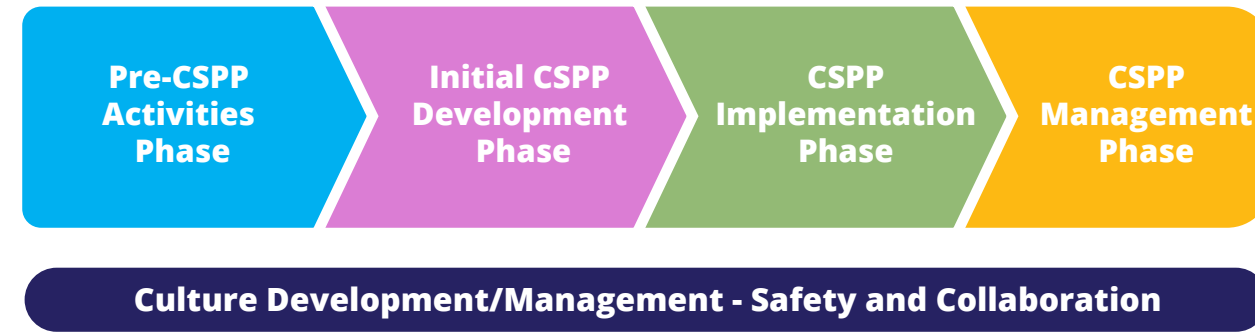 Pre-CSPP
Activities
Phase
Initial CSPP
Development
Phase
CSPP
Implementation
Phase
CSPP
Management
Phase
Culture Development/Management - Safety and Collaboration